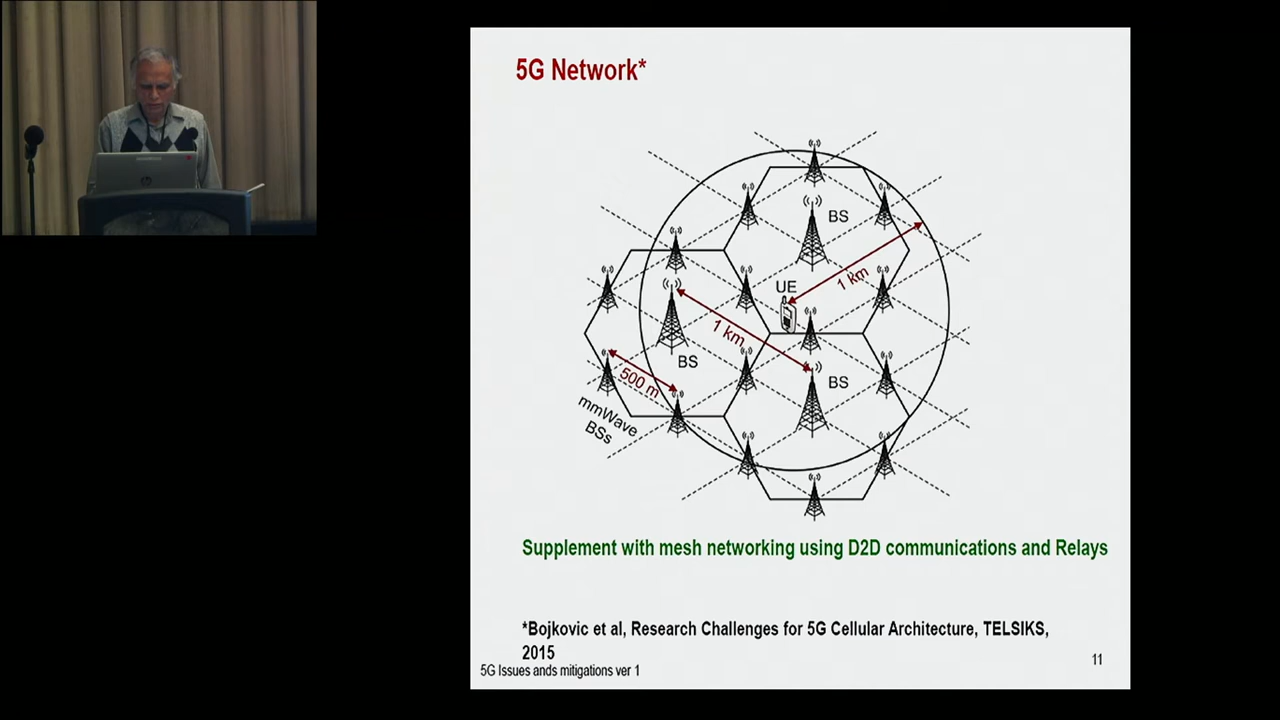 5G Network*
BS
UE
1 km
1 km
BS
BS
500 m
mmWave
BSs
Supplement with mesh networking using D2D communications and Relays
*Bojkovic et al, Research Challenges for 5G Cellular Architecture, TELSIKS,
2015
5G Issues ands mitigations ver 1
11